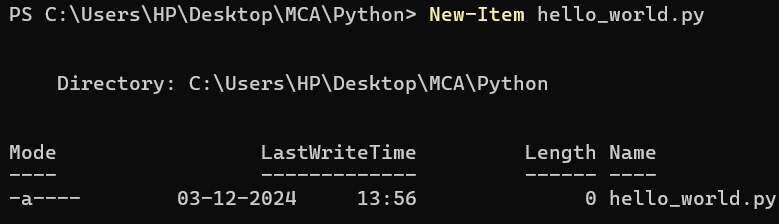 PS C:\Users\HP\Desktop\MCA\Python> New-Item hello_world.py
Directory: C:\Users\HP\Desktop\MCA\Python
Mode LastWriteTime Length Name
---- ------------- ------ ----
-a---- 03-12-2024 13:56 0 hello_world.py